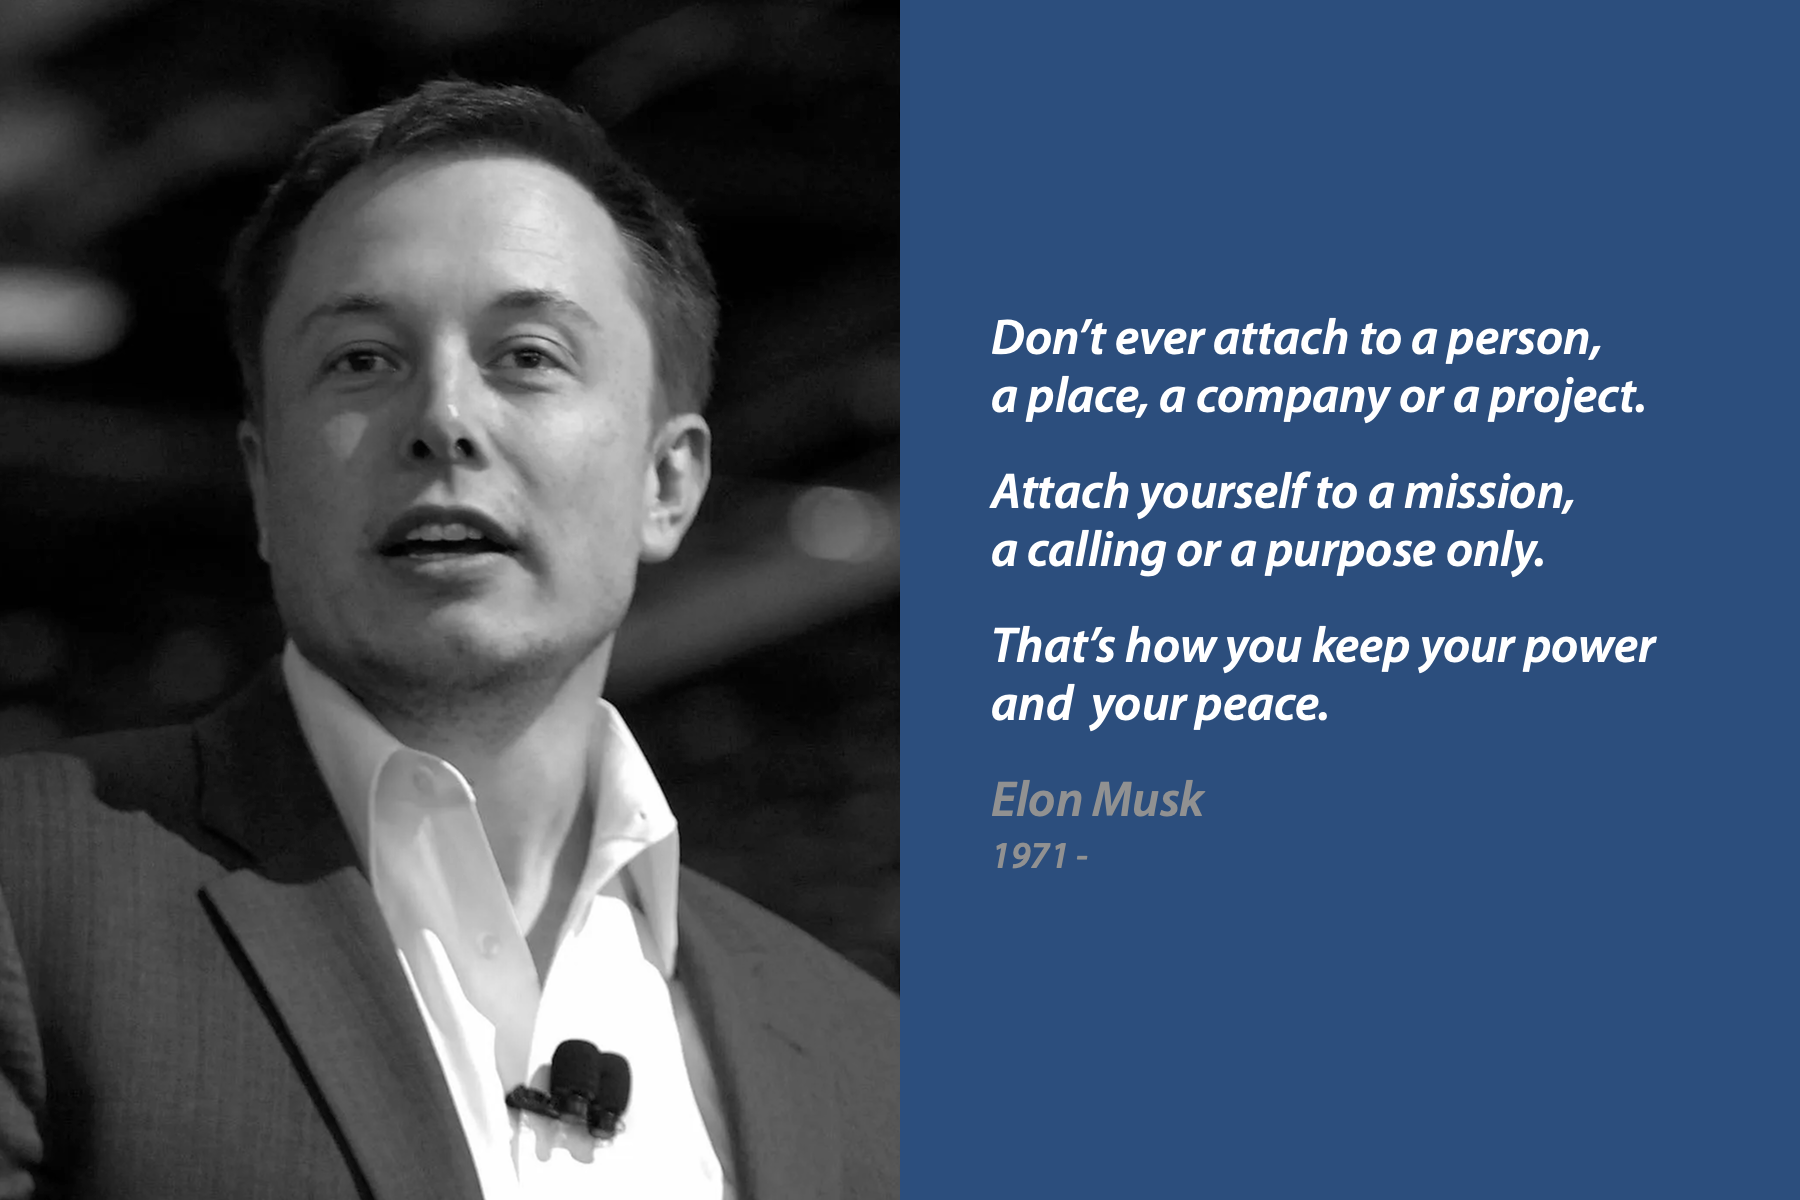 Don’t ever attach to a person,
a place, a company or a project.
Attach yourself to a mission,
a calling or a purpose only.
That’s how you keep your power
and  your peace.
Elon Musk
1971 -